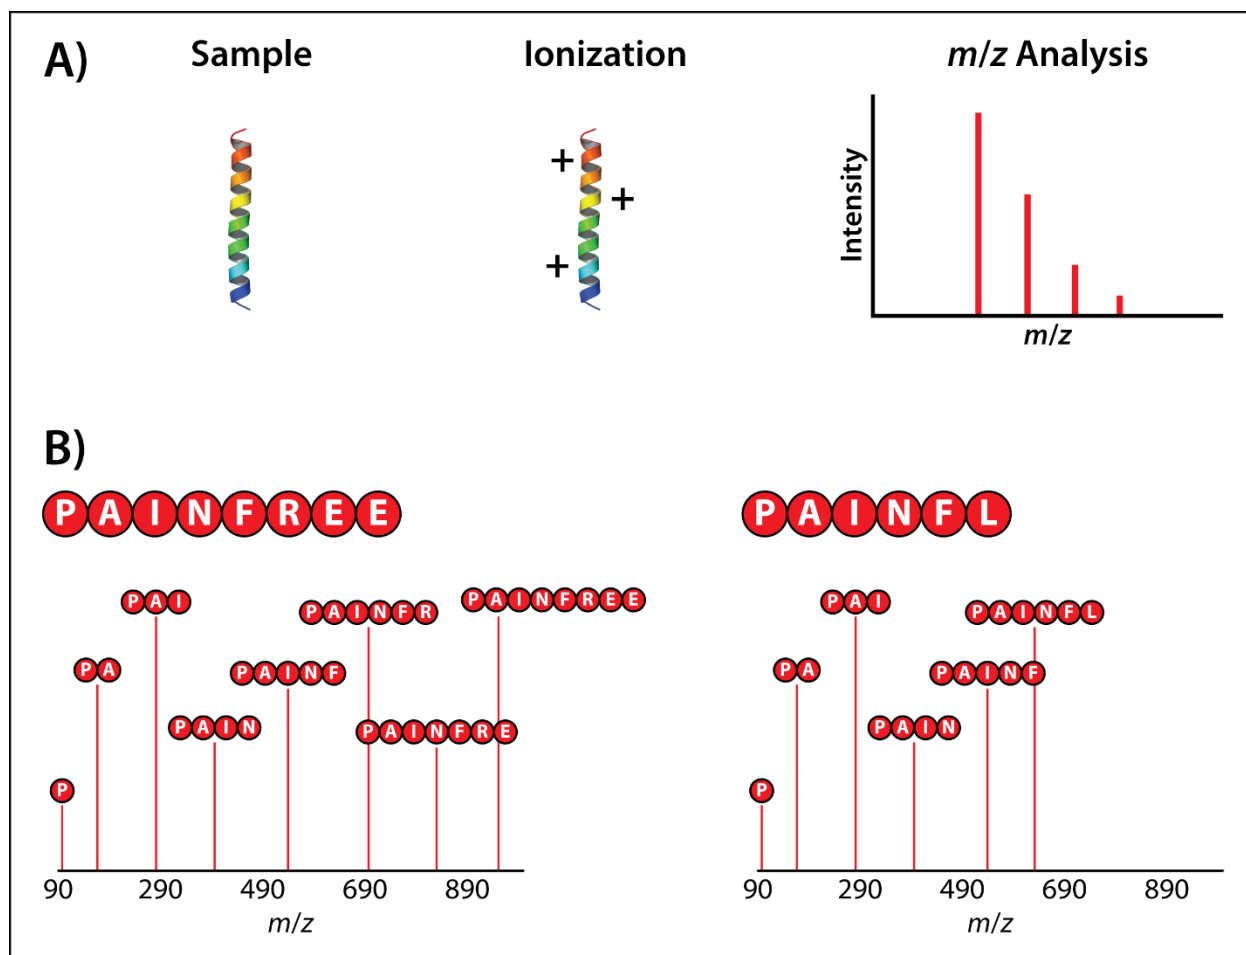 A)
Sample
Ionization
m/z Analysis
+
+
+
Intensity
m/z
B)
PAINFREE
PAINFL
PAI
PAINFR
PAINFREE
PA
PAINF
PAIN
PAINFRE
P
90 290 490 690 890
m/z
PAI
PAINFL
PA
PAINF
PAIN
P
90 290 490 690 890
m/z